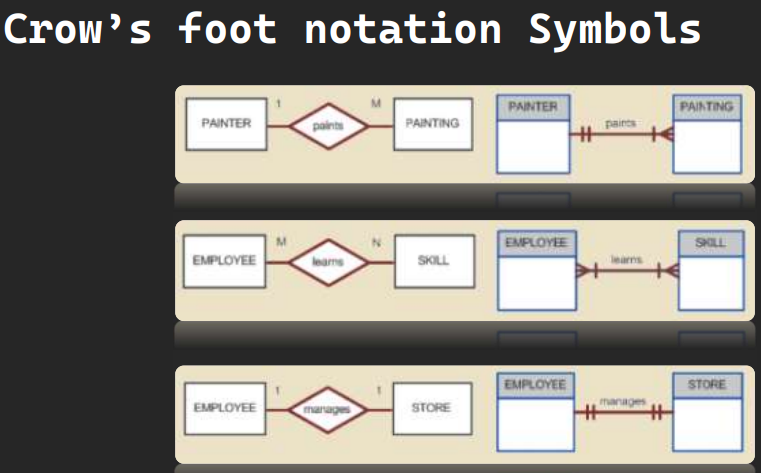 Crow’s foot notation Symbols
PAINTER 1 paints M PAINTING
PAINTER paints PAINTING
EMPLOYEE M learns N SKILL
EMPLOYEE learns SKILL
EMPLOYEE 1 manages 1 STORE
EMPLOYEE manages STORE